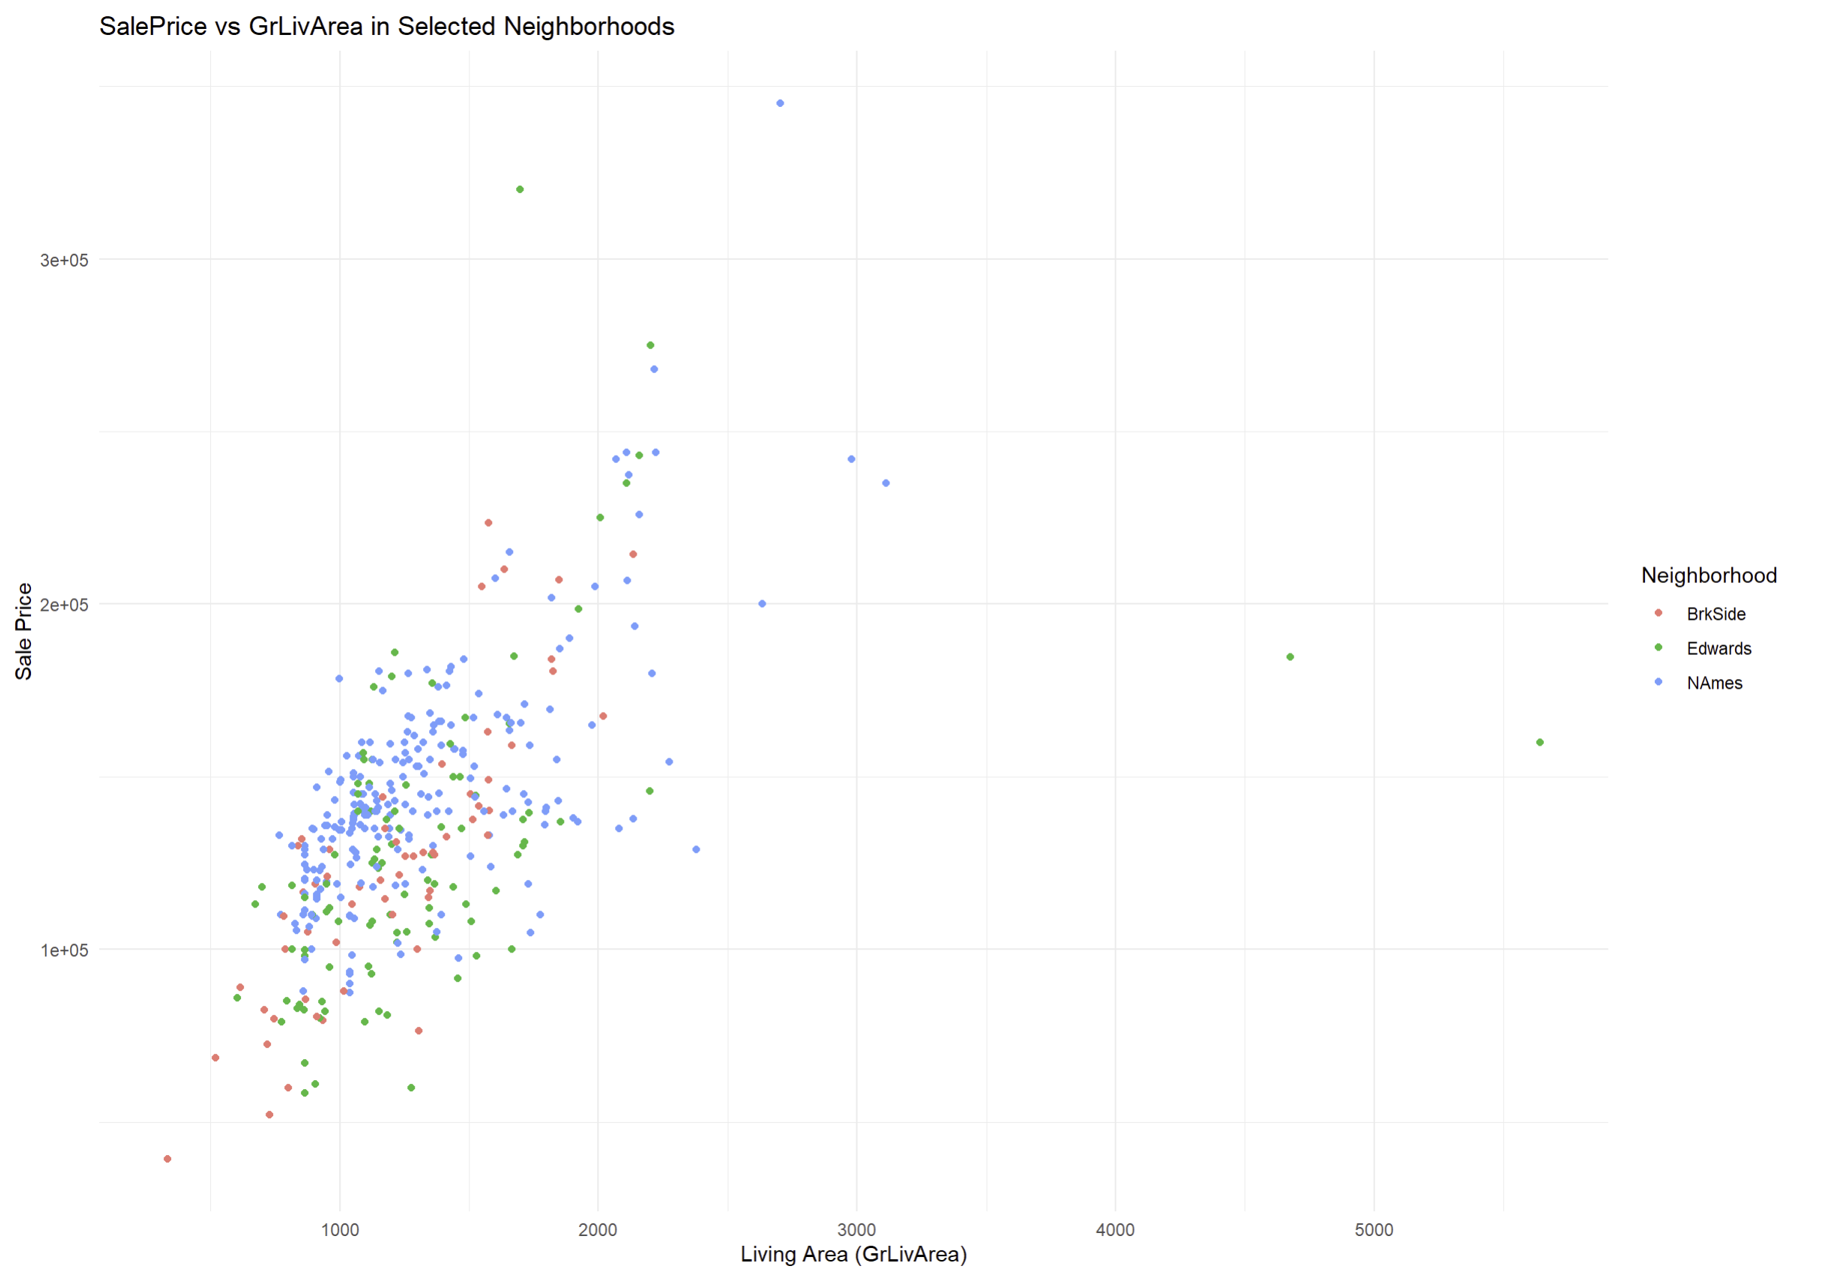 SalePrice vs GrLivArea in Selected Neighborhoods
3e+05
2e+05
1e+05
Sale Price
1000
2000
3000
4000
5000
Living Area (GrLivArea)
Neighborhood
BrkSide
Edwards
NAmes